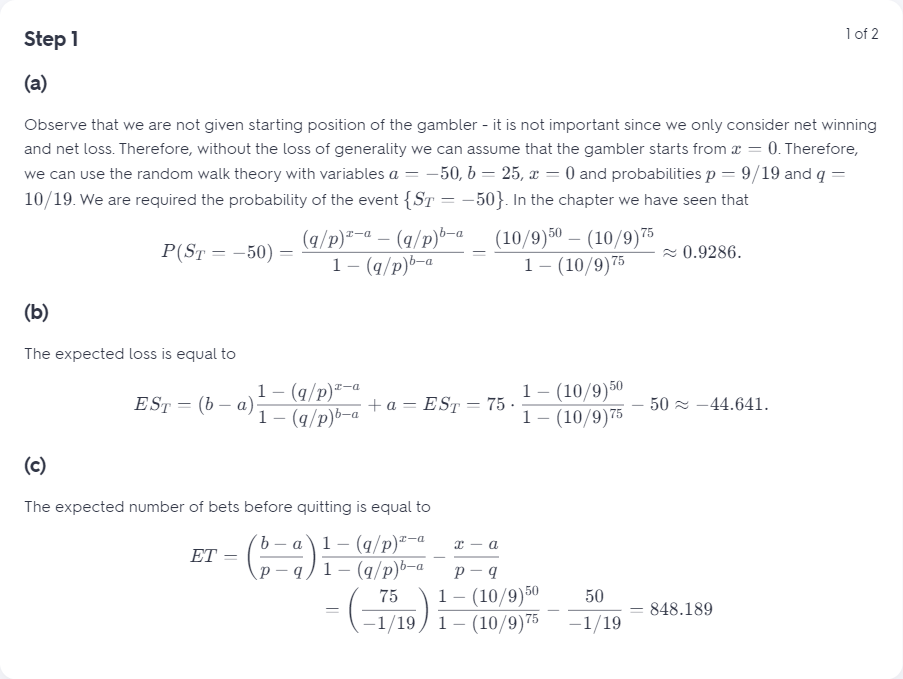 Step 1
1 of 2
(a)
Observe that we are not given starting position of the gambler - it is not important since we only consider net winning
and net loss. Therefore, without the loss of generality we can assume that the gambler starts from x = 0. Therefore,
we can use the random walk theory with variables a = −50, b = 25, x = 0 and probabilities p = 9/19 and q =
10/19. We are required the probability of the event {S_T = −50}. In the chapter we have seen that
P(S_T = −50) = \frac{(q/p)^{x−a} − (q/p)^{b−a}}{1 − (q/p)^{b−a}} = \frac{(10/9)^{50} − (10/9)^{75}}{1 − (10/9)^{75}} ≈ 0.9286.
(b)
The expected loss is equal to
ES_T = (b − a) \frac{1 − (q/p)^{x−a}}{1 − (q/p)^{b−a}} + a = ES_T = 75 · \frac{1 − (10/9)^{50}}{1 − (10/9)^{75}} − 50 ≈ −44.641.
(c)
The expected number of bets before quitting is equal to
ET = (\frac{b − a}{p − q}) \frac{1 − (q/p)^{x−a}}{1 − (q/p)^{b−a}} − \frac{x − a}{p − q}
= (\frac{75}{−1/19}) \frac{1 − (10/9)^{50}}{1 − (10/9)^{75}} − \frac{50}{−1/19} = 848.189